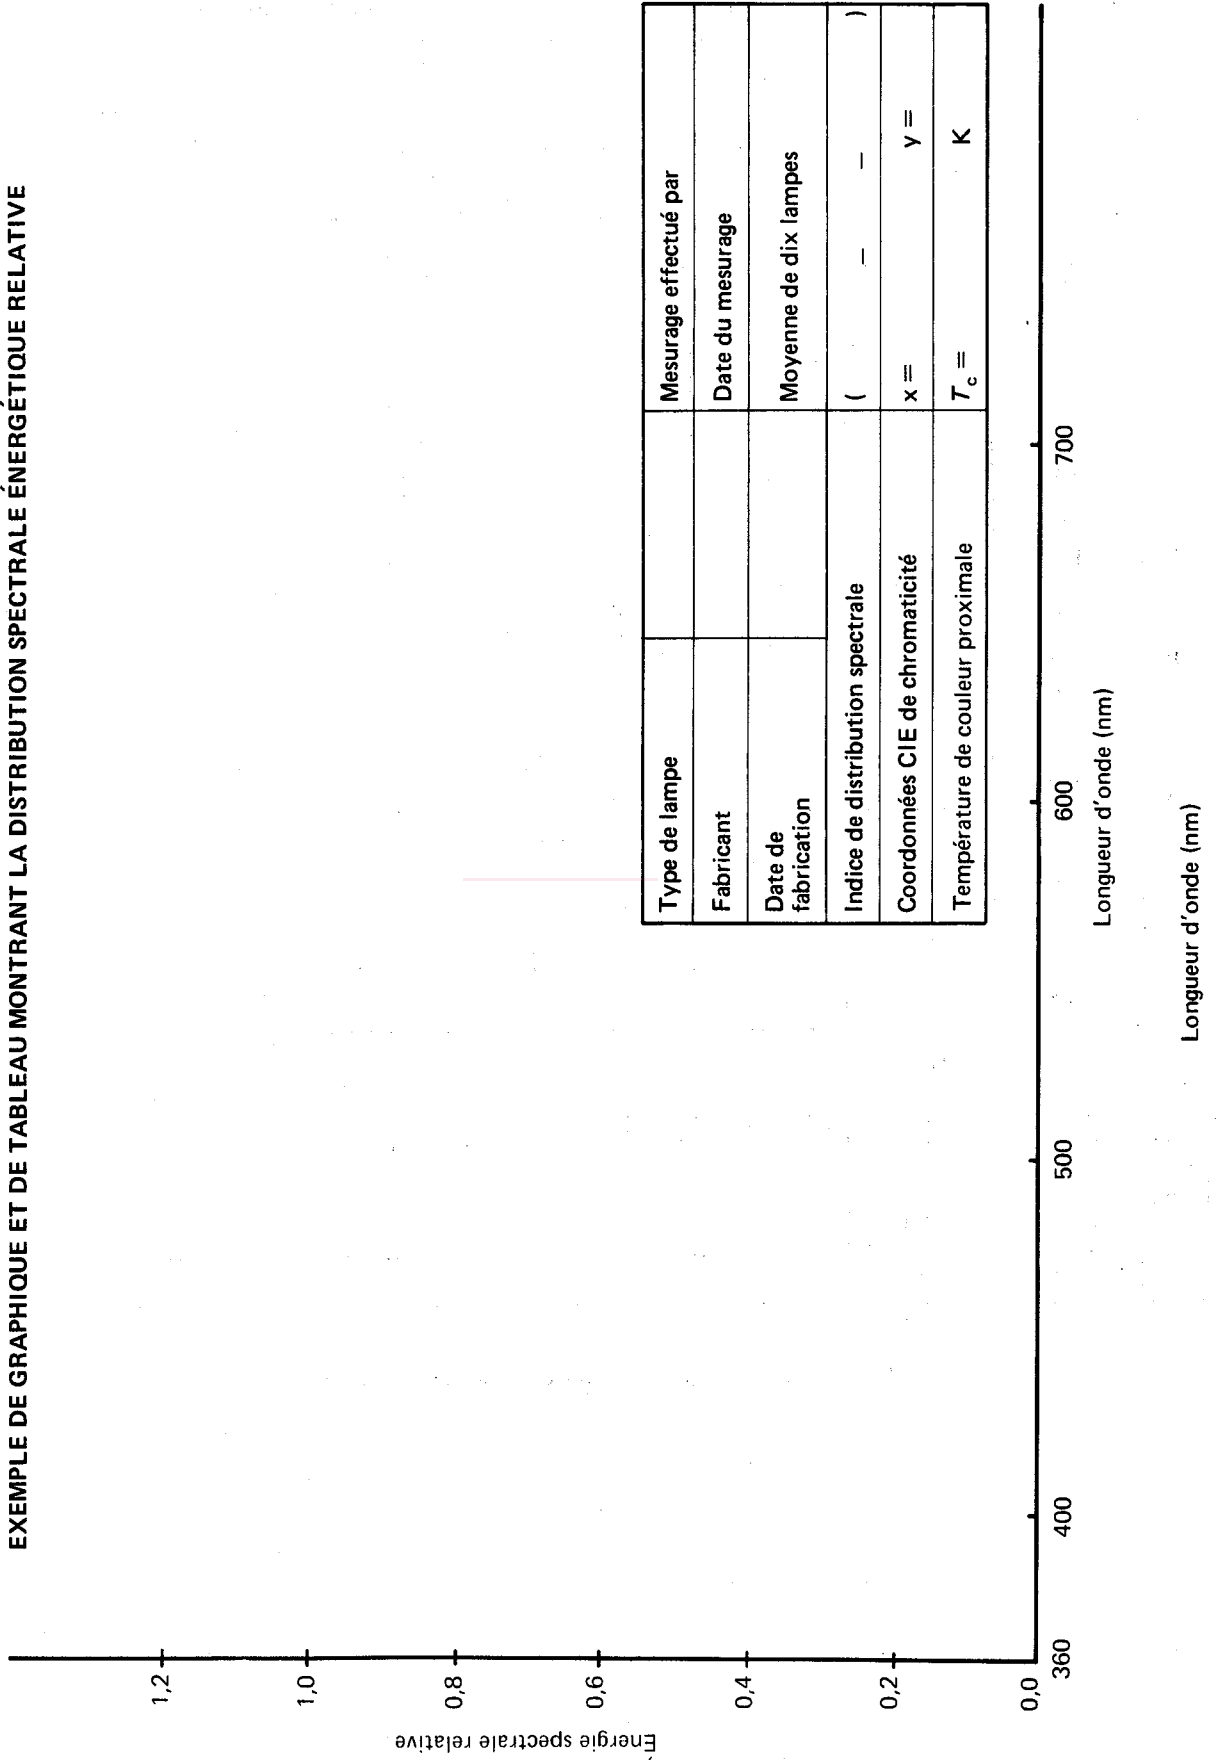 EXEMPLE DE GRAPHIQUE ET DE TABLEAU MONTRANT LA DISTRIBUTION SPECTRALE ÉNERGÉTIQUE RELATIVE
Énergie spectrale relative
1,2
1,0
0,8
0,6
0,4
0,2
0,0
Type de lampe
Mesurage effectué par
Fabricant
Date du mesurage
Date de
fabrication
Moyenne de dix lampes
Indice de distribution spectrale
( – – )
Coordonnées CIE de chromaticité
x = y =
Température de couleur proximale
Tc = K
360 400 500 600 700
Longueur d'onde (nm)
Longueur d'onde (nm)